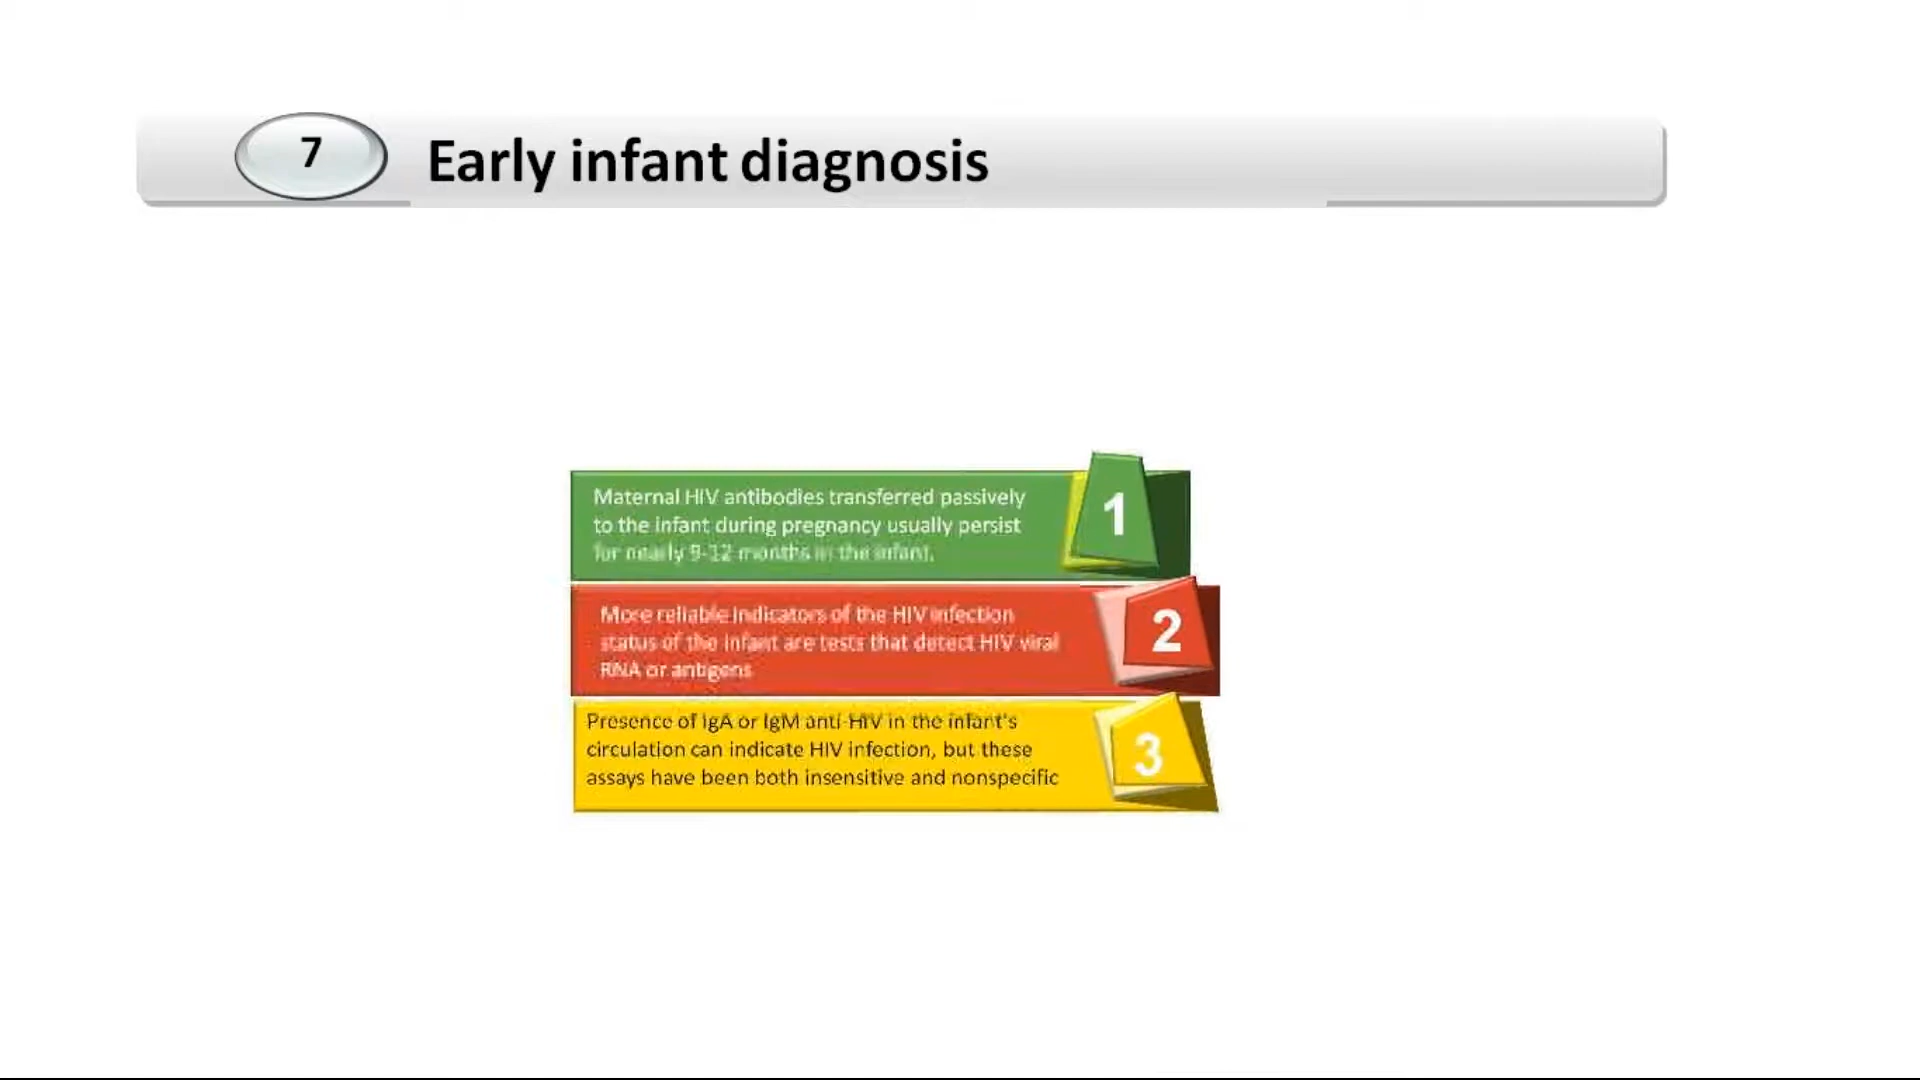 7
Early infant diagnosis
Maternal HIV antibodies transferred passively
to the infant during pregnancy usually persist
for nearly 9-12 months in the infant.
1
More reliable indicators of the HIV infection
status of the infant are tests that detect HIV viral
RNA or antigens
2
Presence of IgA or IgM anti-HIV in the infant's
circulation can indicate HIV infection, but these
assays have been both insensitive and nonspecific
3